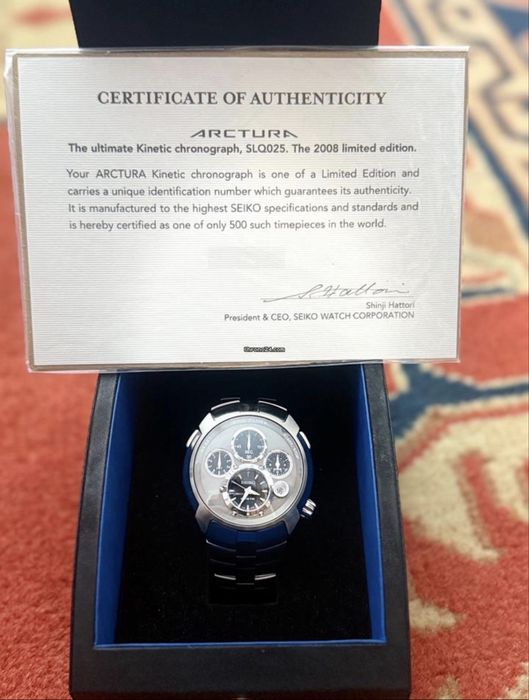 CERTIFICATE OF AUTHENTICITY
ARCTURA
The ultimate Kinetic chronograph, SLQ025. The 2008 limited edition.
Your ARCTURA Kinetic chronograph is one of a Limited Edition and
carries a unique identification number which guarantees its authenticity.
It is manufactured to the highest SEIKO specifications and standards and
is hereby certified as one of only 500 such timepieces in the world.
S. Hattori
Shinji Hattori
President & CEO, SEIKO WATCH CORPORATION
chrono24.com